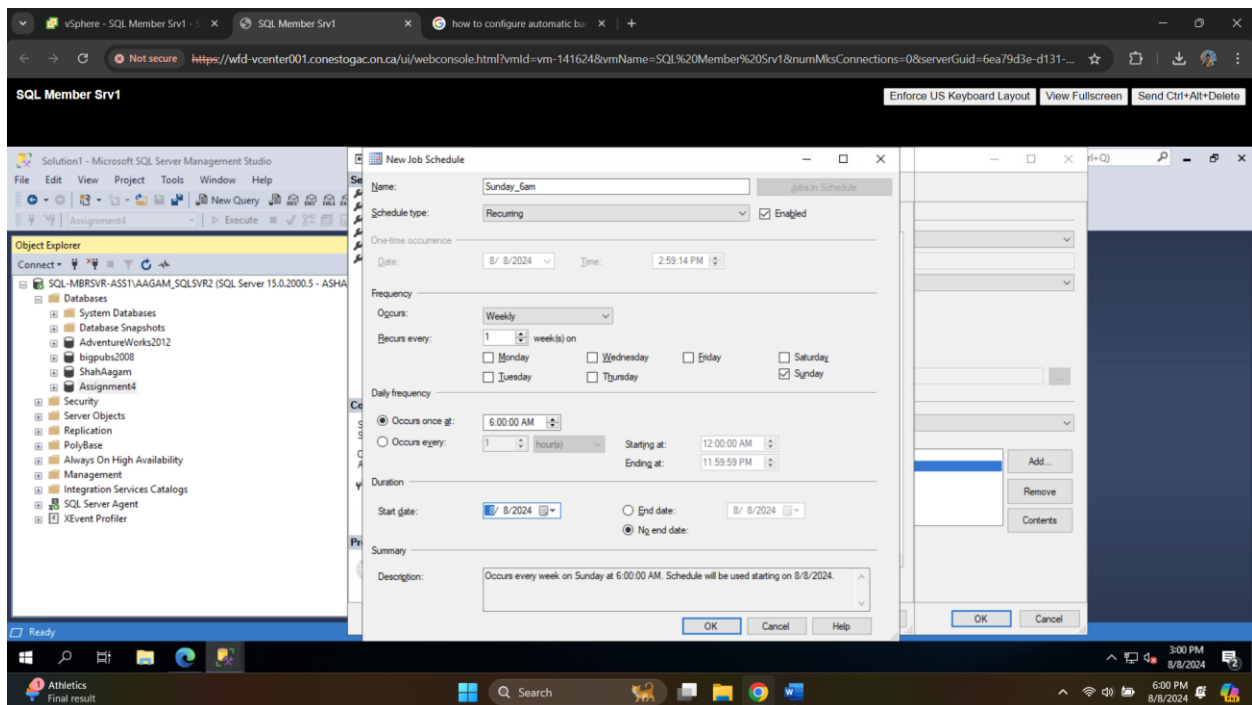 vSphere - SQL Member Srv1 - S
SQL Member Srv1
how to configure automatic ba
Not secure
https://wfd-vcenter001.conestogac.on.ca/ui/webconsole.html?vmId=vm-141624&vmName=SQL%20Member%20Srv1&numMksConnections=0&serverGuid=6ea79d3e-d131-...
SQL Member Srv1
Enforce US Keyboard Layout View Fullscreen Send Ctrl+Alt+Delete
Solution1 - Microsoft SQL Server Management Studio
File Edit View Project Tools Window Help
New Query
Assignment4 Execute
Object Explorer
Connect
SQL-MBRSVR-ASS1\AAGAM_SQLSVR2 (SQL Server 15.0.2000.5 - ASHA
Databases
System Databases
Database Snapshots
AdventureWorks2012
bigpubs2008
ShahAagam
Assignment4
Security
Server Objects
Replication
PolyBase
Always On High Availability
Management
Integration Services Catalogs
SQL Server Agent
XEvent Profiler
Ready
New Job Schedule
Name: Sunday_6am Jobs in Schedule
Schedule type: Recurring Enabled
One-time occurrence
Date: 8/ 8/2024 Time: 2:59:14 PM
Frequency
Occurs: Weekly
Recurs every: 1 week(s) on
Monday Wednesday Friday Saturday
Tuesday Thursday Sunday
Daily frequency
Occurs once at: 6:00:00 AM
Occurs every: 1 hour(s) Starting at: 12:00:00 AM
Ending at: 11:59:59 PM
Duration
Start date: 8/ 8/2024 End date: 8/ 8/2024
No end date:
Summary
Description: Occurs every week on Sunday at 6:00:00 AM. Schedule will be used starting on 8/8/2024.
OK Cancel Help
Add...
Remove
Contents
OK Cancel
3:00 PM
8/8/2024
2
1
Athletics
Final result
Search
6:00 PM
8/8/2024